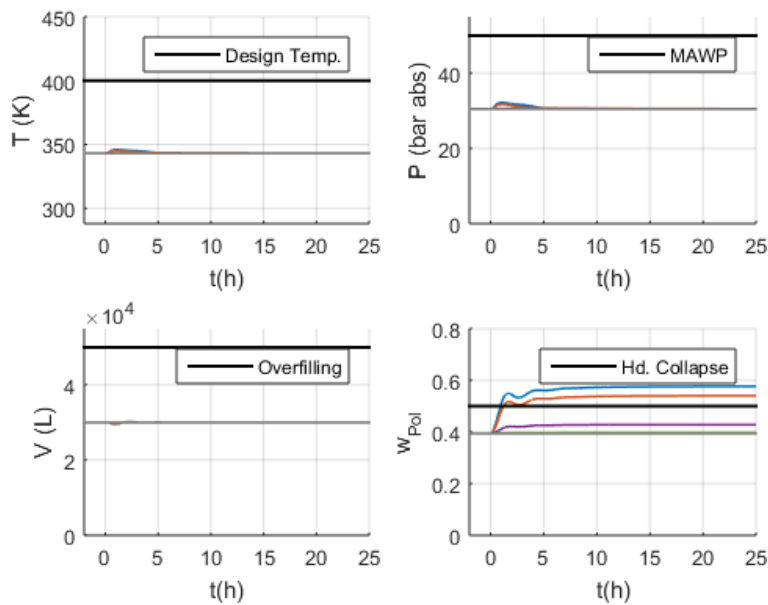 450
400
350
300
T (K)
Design Temp.
0 5 10 15 20 25
t(h)
40
20
0
P (bar abs)
MAWP
0 5 10 15 20 25
t(h)
×10⁴
4
2
0
V (L)
Overfilling
0 5 10 15 20 25
t(h)
0.8
0.6
0.4
0.2
0
w_Pol
Hd. Collapse
0 5 10 15 20 25
t(h)